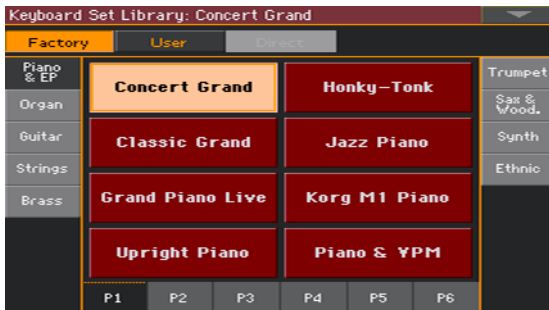 Keyboard Set Library: Concert Grand
Factory
User
Direct
Piano
& EP
Organ
Guitar
Strings
Brass
Concert Grand
Honky-Tonk
Classic Grand
Jazz Piano
Grand Piano Live
Korg M1 Piano
Upright Piano
Piano & VPM
Trumpet
Sax &
Wood.
Synth
Ethnic
P1
P2
P3
P4
P5
P6